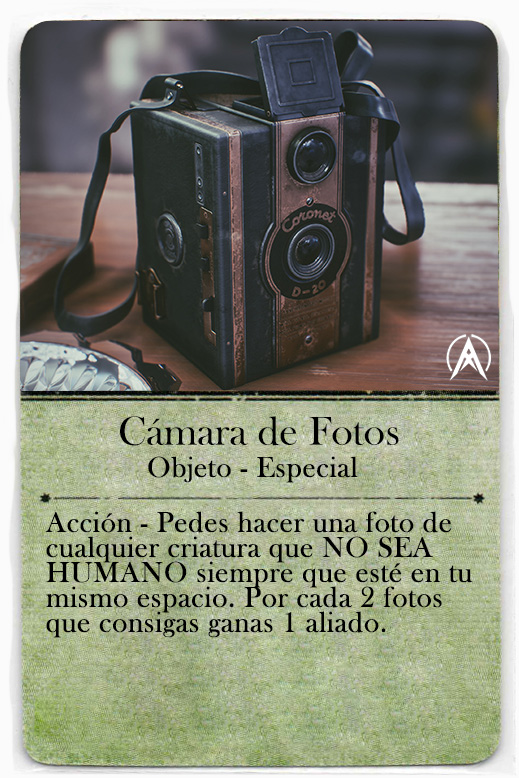 Coronet
D-20
Cámara de Fotos
Objeto - Especial
Acción - Pedes hacer una foto de
cualquier criatura que NO SEA
HUMANO siempre que esté en tu
mismo espacio. Por cada 2 fotos
que consigas ganas 1 aliado.